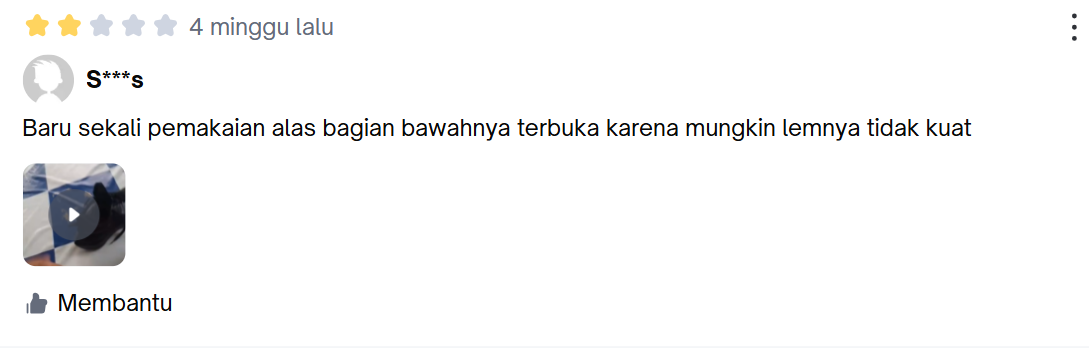 4 minggu lalu
S***s
Baru sekali pemakaian alas bagian bawahnya terbuka karena mungkin lemnya tidak kuat
Membantu